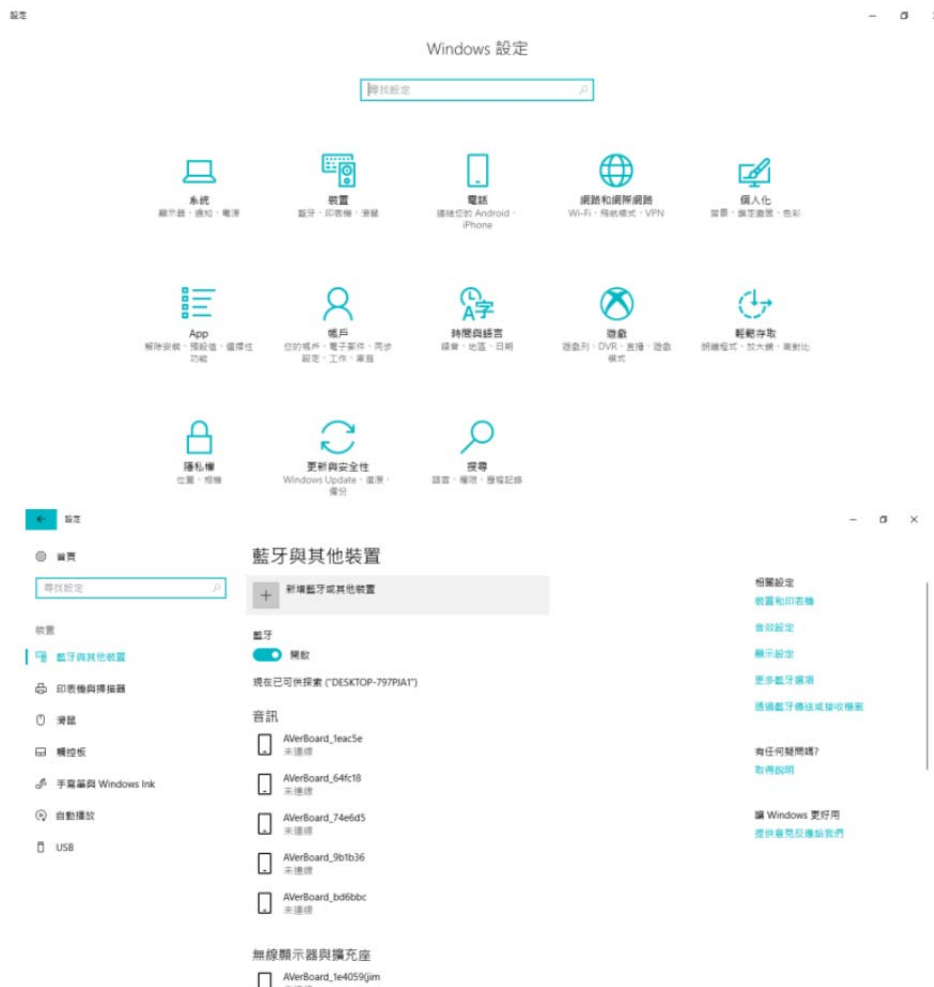 設定
Windows 設定
尋找設定
系統
顯示器、通知、電源
裝置
藍牙、印表機、滑鼠
電話
連結您的 Android、
iPhone
網路和網際網路
Wi-Fi、飛航模式、VPN
個人化
背景、鎖定畫面、色彩
App
解除安裝、預設值、選擇性
功能
帳戶
您的帳戶、電子郵件、同步
設定、工作、家庭
時間與語言
語音、地區、日期
遊戲
遊戲列、DVR、直播、遊戲
模式
輕鬆存取
朗讀程式、放大鏡、高對比
隱私權
位置、相機
更新與安全性
Windows Update、復原、
備份
搜尋
語言、權限、歷程記錄
設定
首頁
尋找設定
裝置
藍牙與其他裝置
印表機與掃描器
滑鼠
觸控板
手寫筆與 Windows Ink
自動播放
USB
藍牙與其他裝置
新增藍牙或其他裝置
藍牙
開啟
現在已可供探索 ("DESKTOP-797PJA1")
音訊
AVerBoard_1eac5e
未連線
AVerBoard_64fc18
未連線
AVerBoard_74e6d5
未連線
AVerBoard_9b1b36
未連線
AVerBoard_bd6bbc
未連線
無線顯示器與擴充座
AVerBoard_1e4059(jim
相關設定
裝置和印表機
音效設定
顯示設定
更多藍牙選項
透過藍牙傳送或接收檔案
有任何疑問嗎?
取得說明
讓 Windows 更好用
提供意見反應給我們